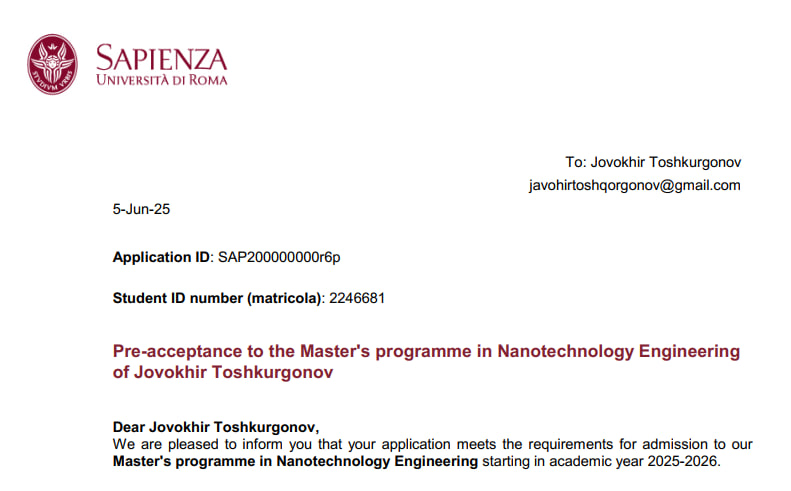 STVDIVM VRBIS
SAPIENZA
UNIVERSITÀ DI ROMA
To: Jovokhir Toshkurgonov
javohirtoshqorgonov@gmail.com
5-Jun-25
Application ID: SAP200000000r6p
Student ID number (matricola): 2246681
Pre-acceptance to the Master's programme in Nanotechnology Engineering
of Jovokhir Toshkurgonov
Dear Jovokhir Toshkurgonov,
We are pleased to inform you that your application meets the requirements for admission to our
Master's programme in Nanotechnology Engineering starting in academic year 2025-2026.